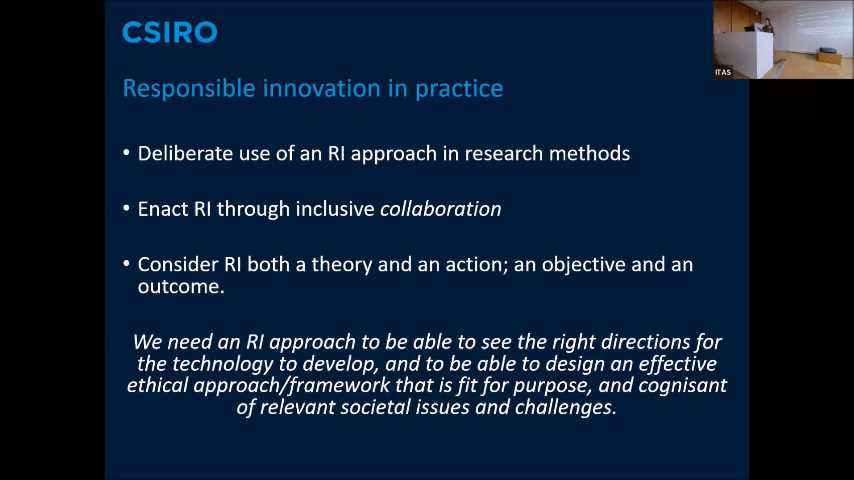 CSIRO
ITAS
Responsible innovation in practice
• Deliberate use of an RI approach in research methods
• Enact RI through inclusive collaboration
• Consider RI both a theory and an action; an objective and an
outcome.
We need an RI approach to be able to see the right directions for
the technology to develop, and to be able to design an effective
ethical approach/framework that is fit for purpose, and cognisant
of relevant societal issues and challenges.